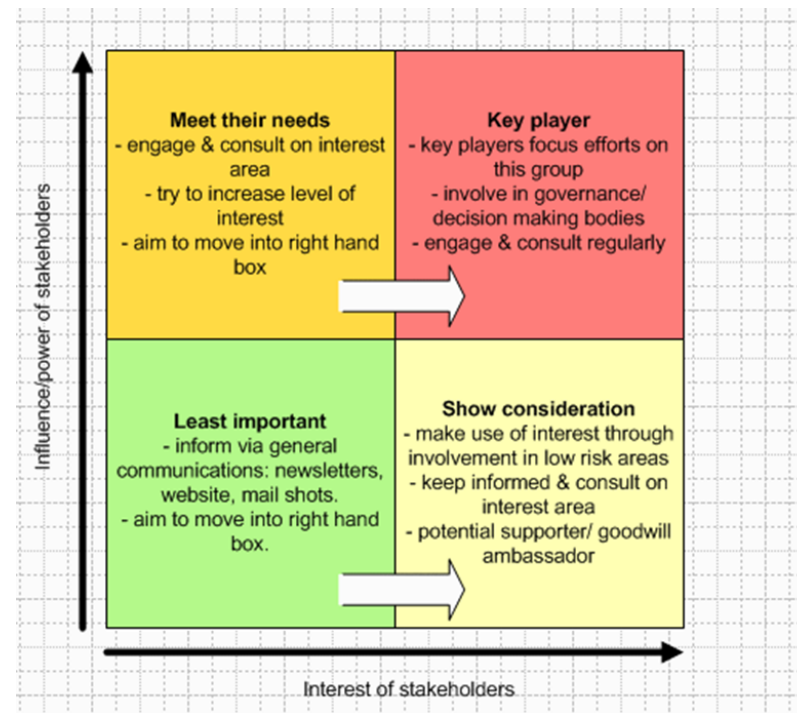 Influence/power of stakeholders
Meet their needs
- engage & consult on interest
area
- try to increase level of
interest
- aim to move into right hand
box
Key player
- key players focus efforts on
this group
- involve in governance/
decision making bodies
- engage & consult regularly
Least important
- inform via general
communications: newsletters,
website, mail shots.
- aim to move into right hand
box.
Show consideration
- make use of interest through
involvement in low risk areas
- keep informed & consult on
interest area
- potential supporter/ goodwill
ambassador
Interest of stakeholders